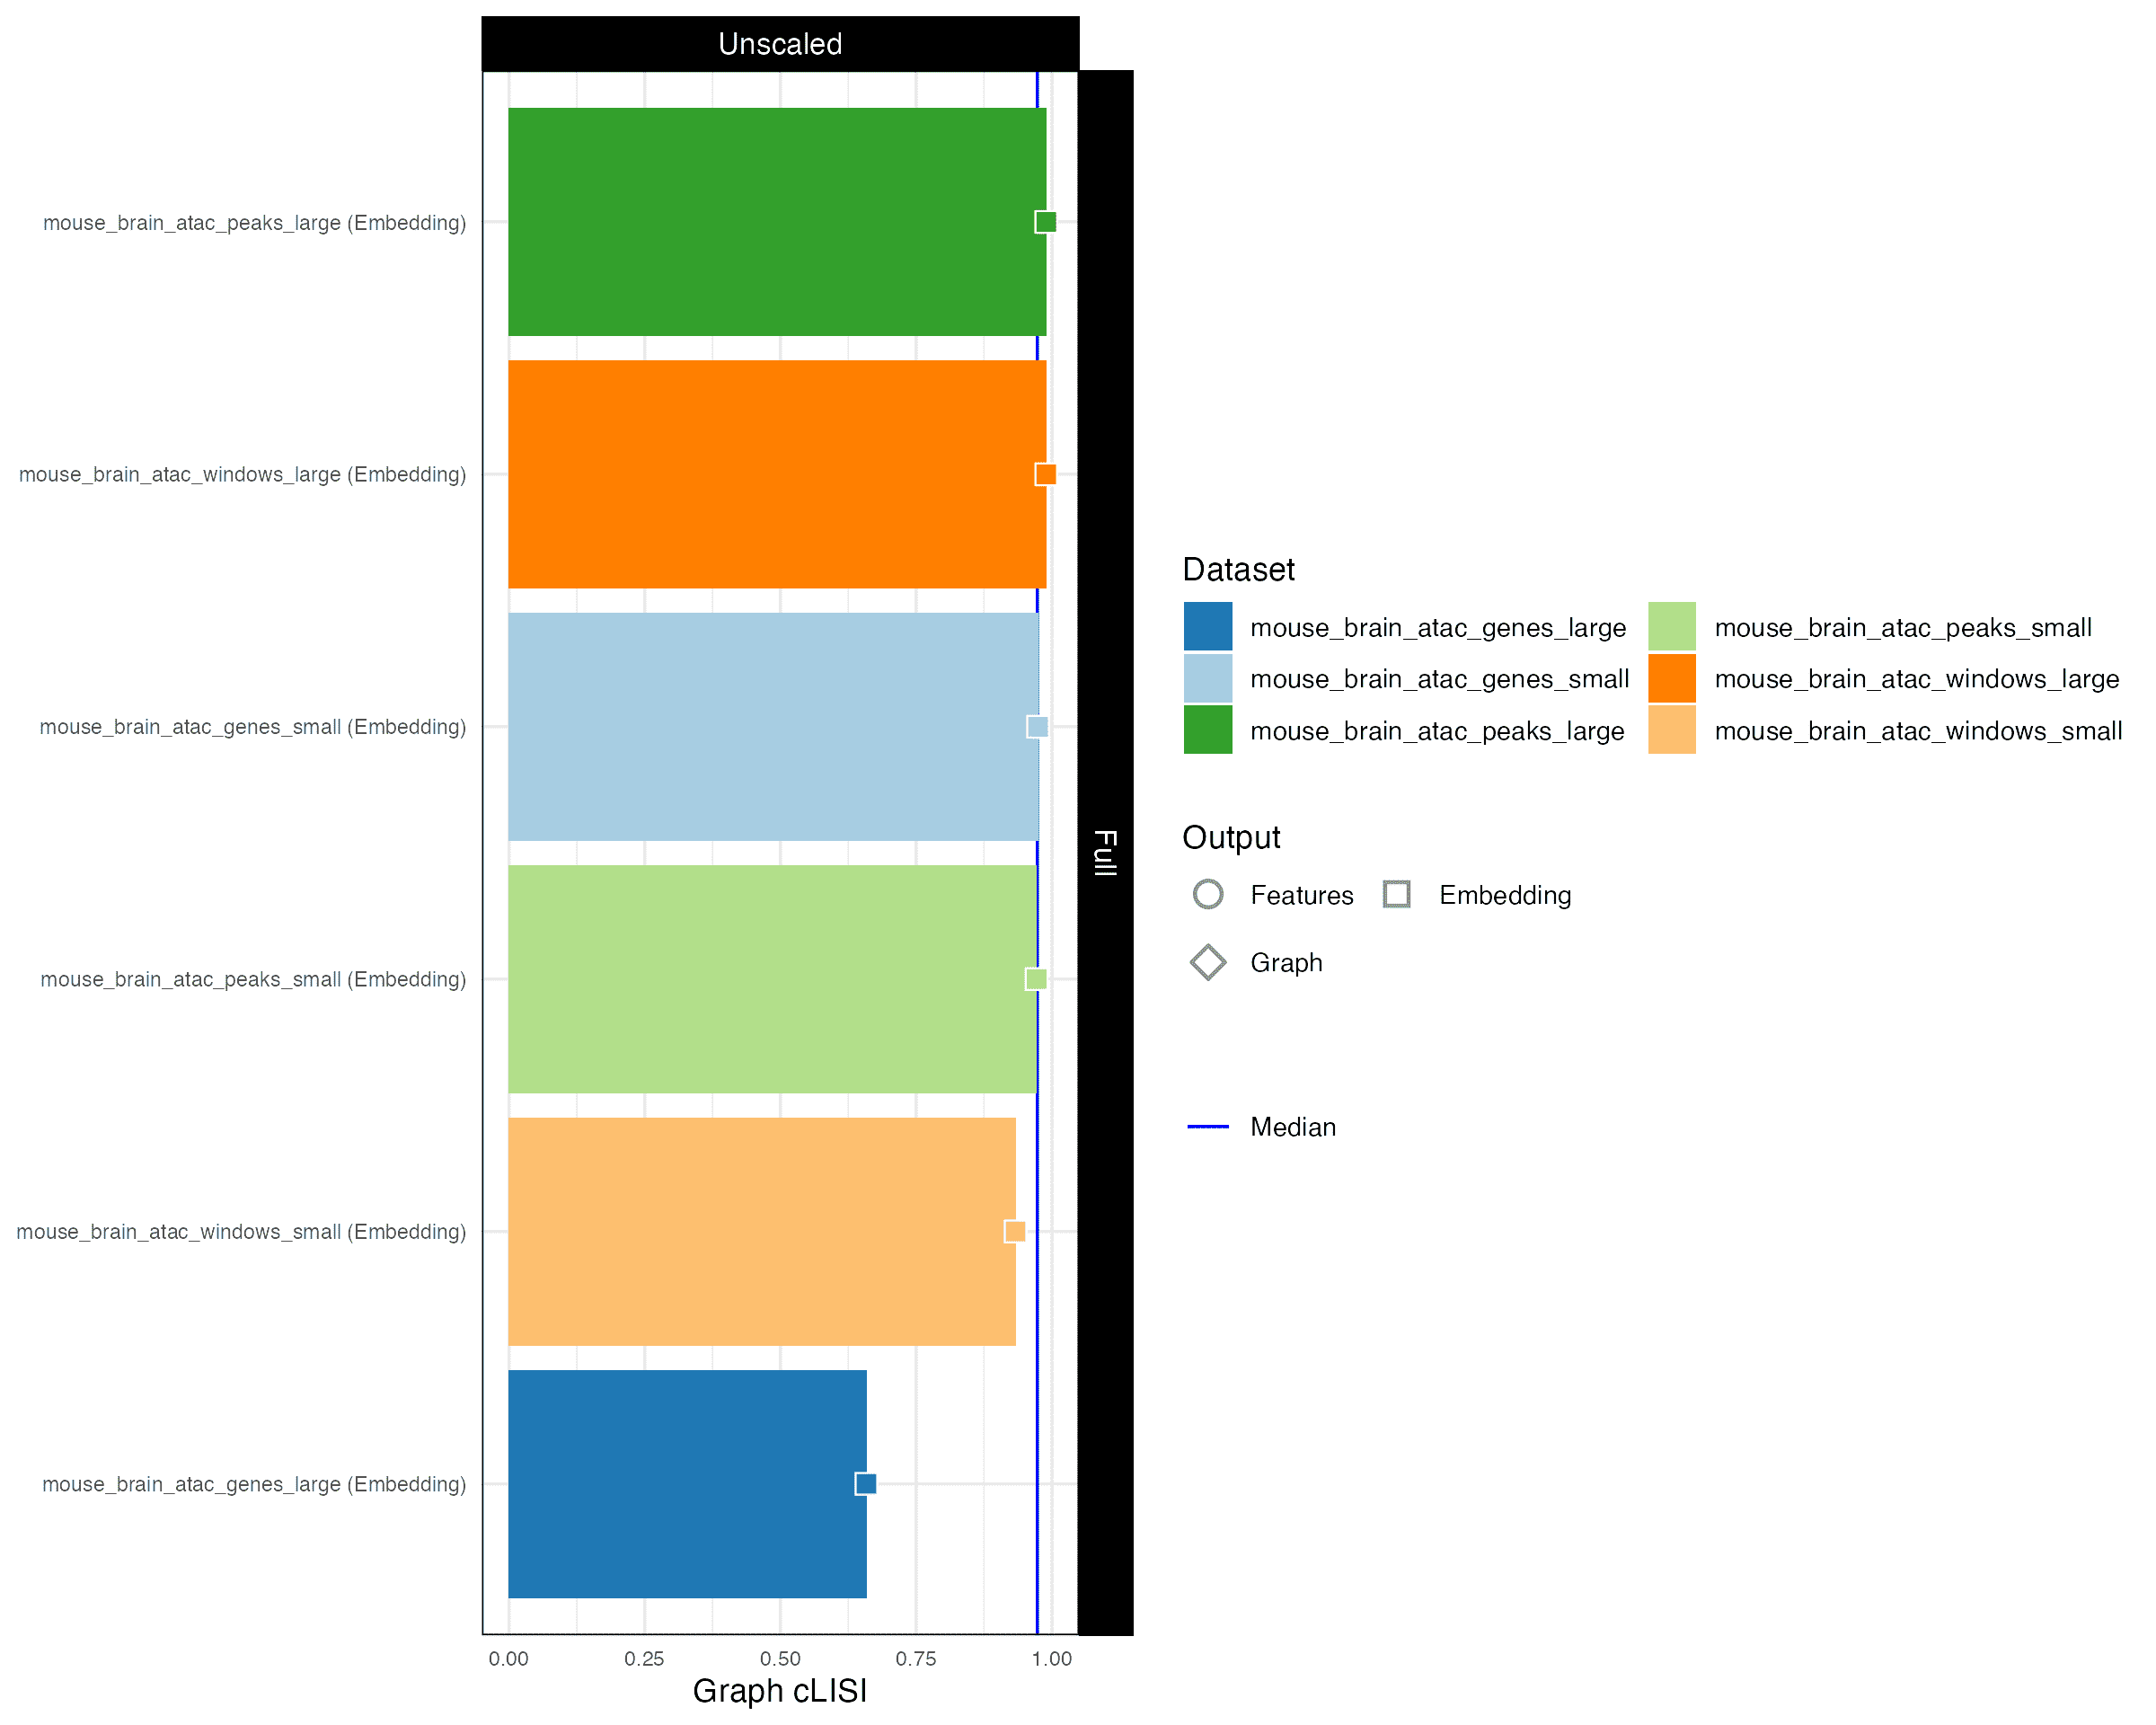 Unscaled
Full
mouse_brain_atac_peaks_large (Embedding)
mouse_brain_atac_windows_large (Embedding)
mouse_brain_atac_genes_small (Embedding)
mouse_brain_atac_peaks_small (Embedding)
mouse_brain_atac_windows_small (Embedding)
mouse_brain_atac_genes_large (Embedding)
0.00 0.25 0.50 0.75 1.00
Graph cLISI
Dataset
mouse_brain_atac_genes_large
mouse_brain_atac_genes_small
mouse_brain_atac_peaks_large
mouse_brain_atac_peaks_small
mouse_brain_atac_windows_large
mouse_brain_atac_windows_small
Output
Features
Embedding
Graph
Median